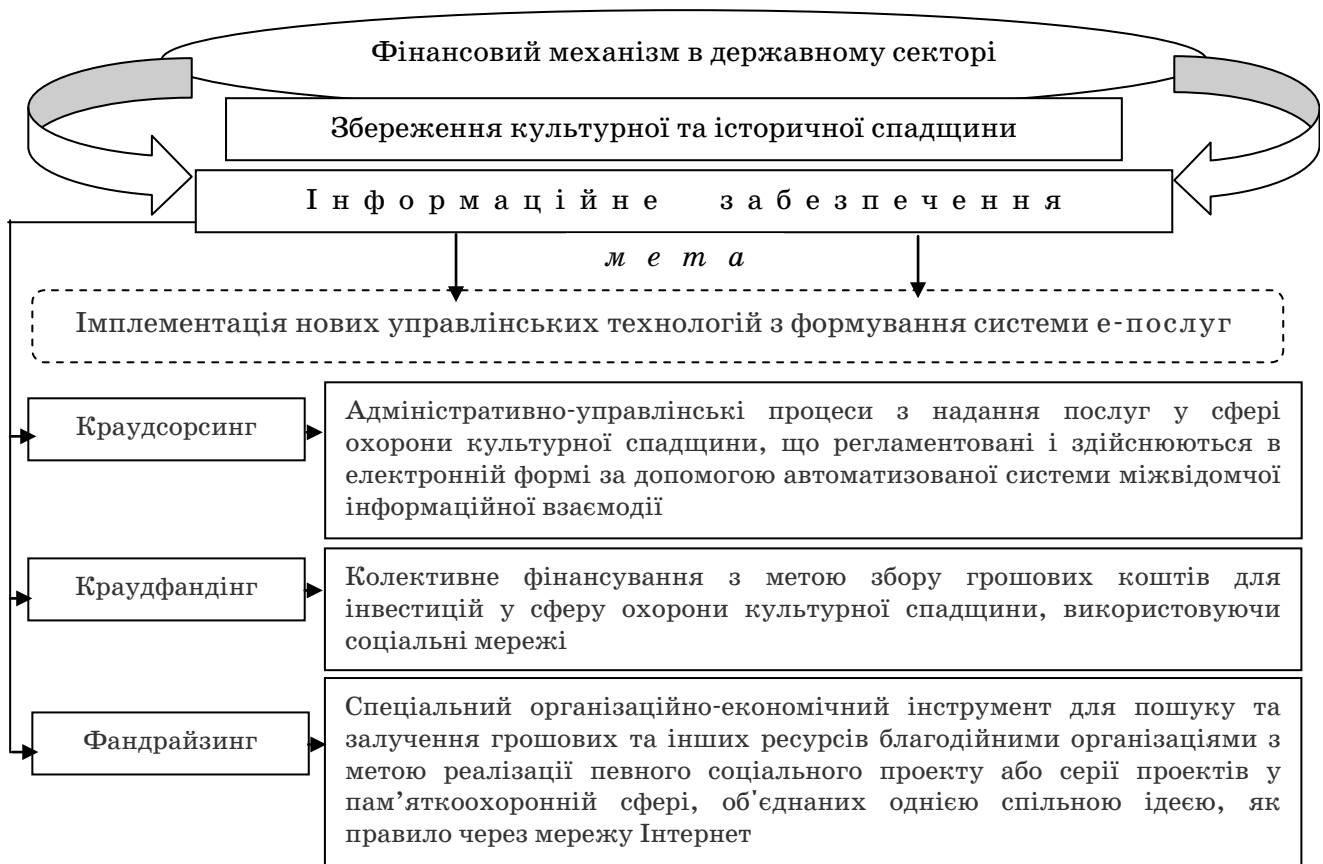 Фінансовий механізм в державному секторі
Збереження культурної та історичної спадщини
Інформаційне забезпечення
мета
Імплементація нових управлінських технологій з формування системи е-послуг
Краудсорсинг
Адміністративно-управлінські процеси з надання послуг у сфері
охорони культурної спадщини, що регламентовані і здійснюються в
електронній формі за допомогою автоматизованої системи міжвідомчої
інформаційної взаємодії
Краудфандінг
Колективне фінансування з метою збору грошових коштів для
інвестицій у сферу охорони культурної спадщини, використовуючи
соціальні мережі
Фандрайзинг
Спеціальний організаційно-економічний інструмент для пошуку та
залучення грошових та інших ресурсів благодійними організаціями з
метою реалізації певного соціального проекту або серії проектів у
пам’яткоохоронній сфері, об'єднаних однією спільною ідеєю, як
правило через мережу Інтернет